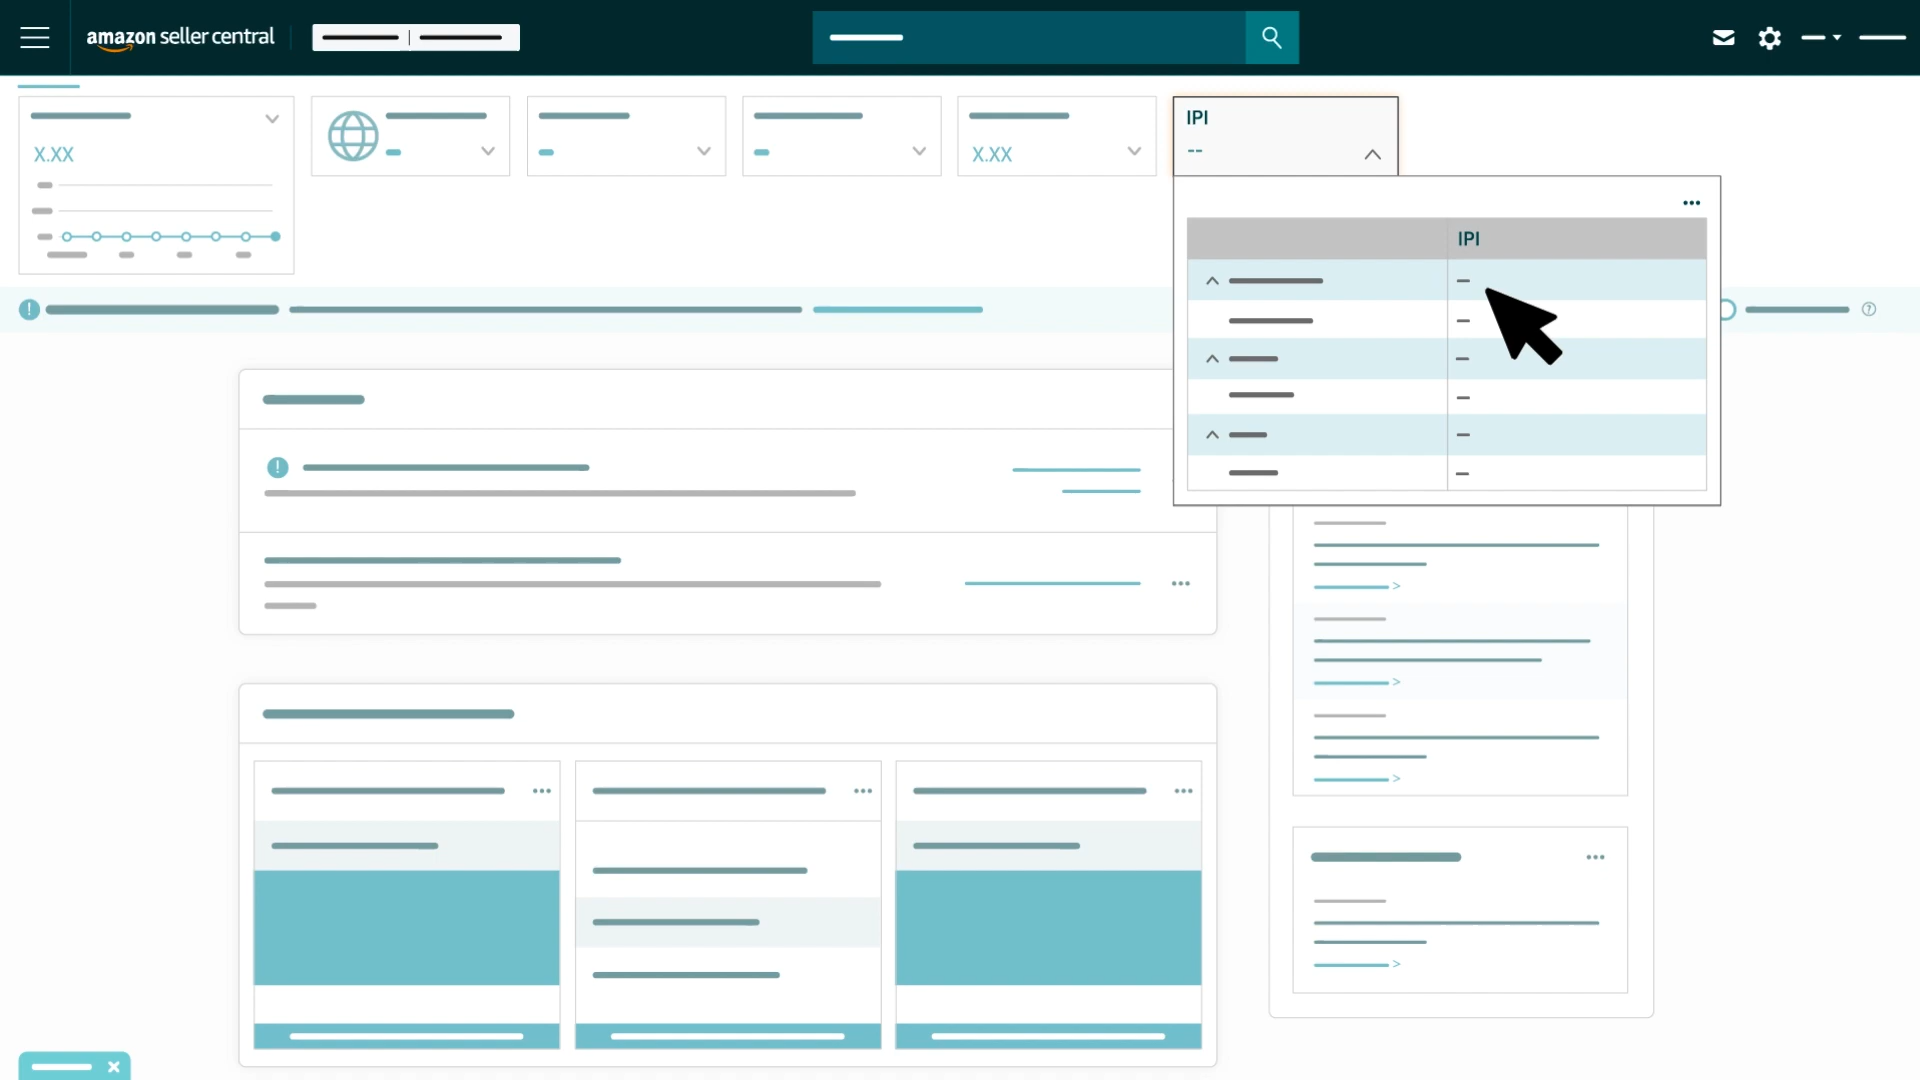 amazon seller central
X.XX
X.XX
IPI
--
IPI